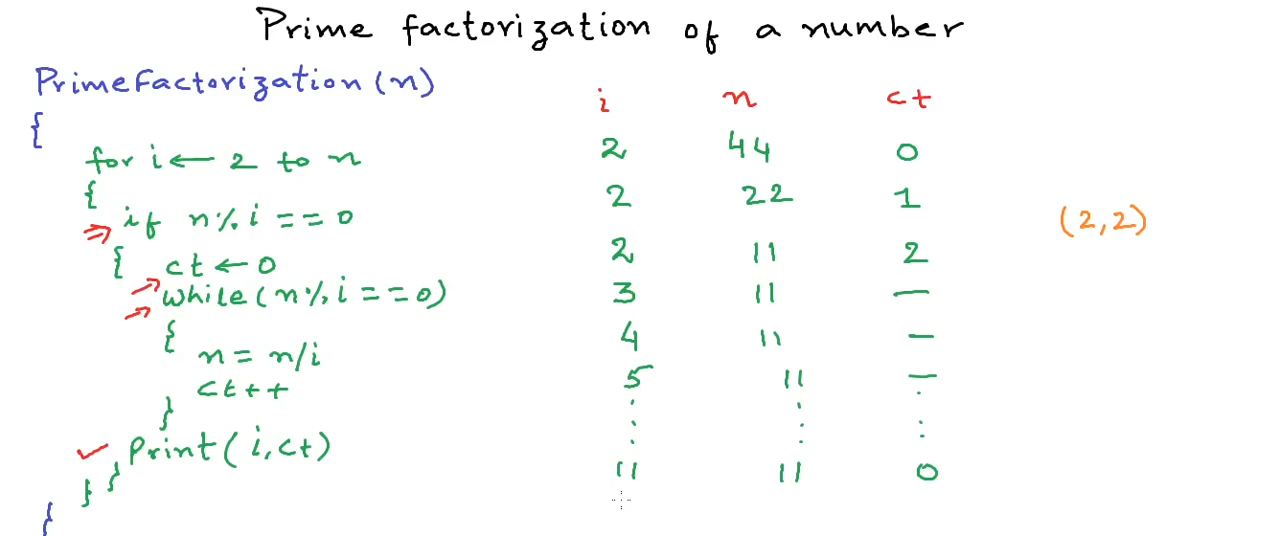 Prime factorization of a number
PrimeFactorization(n)
i n ct
{
for i ← 2 to n
2 44 0
{
2 22 1
if n%i == 0
(2,2)
{ ct ← 0
2 11 2
while(n%i == 0)
3 11 —
{
4 11 —
n = n/i
5 11 —
ct++
}
Print(i,ct)
}
11 11 0
}
}